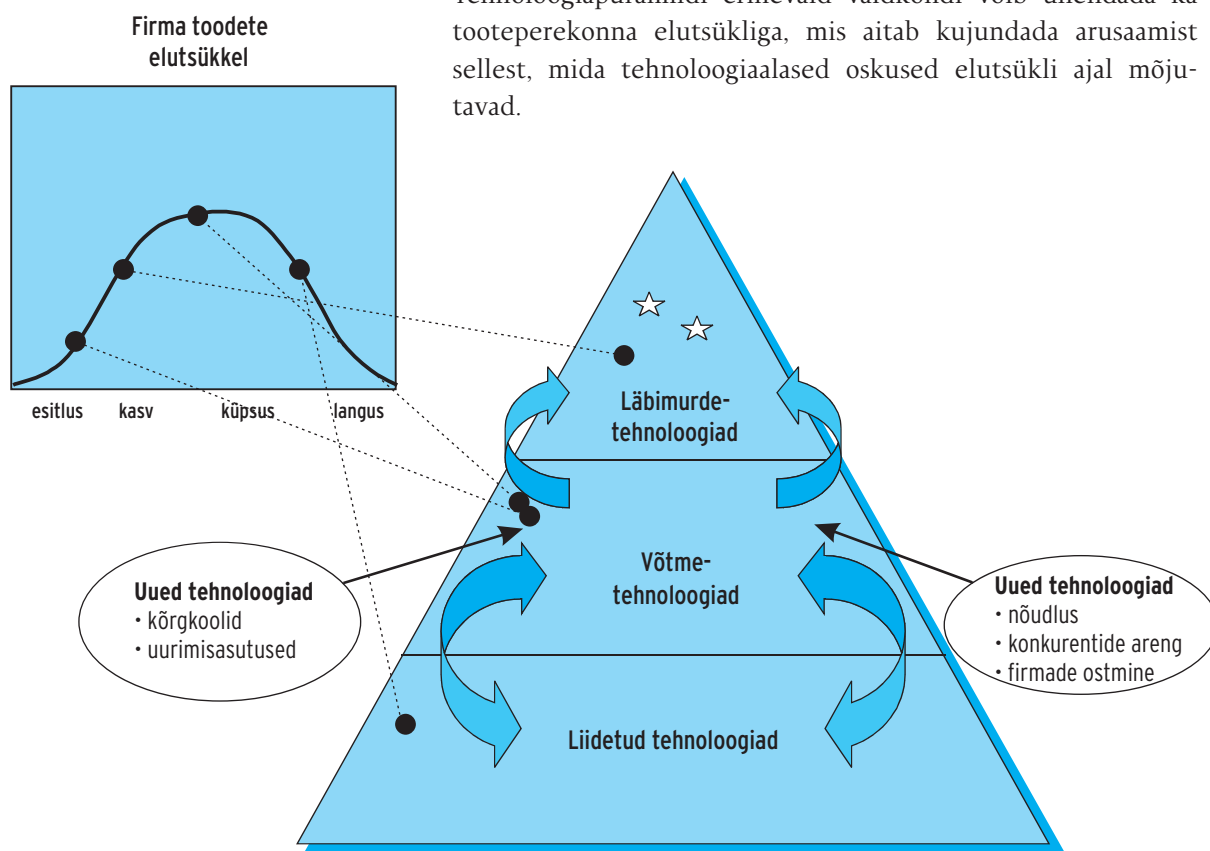 tooteperekonna elutsükliga, mis aitab kujundada arusaamist
sellest, mida tehnoloogiaalased oskused elutsükli ajal mõju-
tavad.
Firma toodete
elutsükkel
esitlus kasv küpsus langus
Läbimurde-
tehnoloogiad
Võtme-
tehnoloogiad
Uued tehnoloogiad
• kõrgkoolid
• uurimisasutused
Uued tehnoloogiad
• nõudlus
• konkurentide areng
• firmade ostmine
Liidetud tehnoloogiad